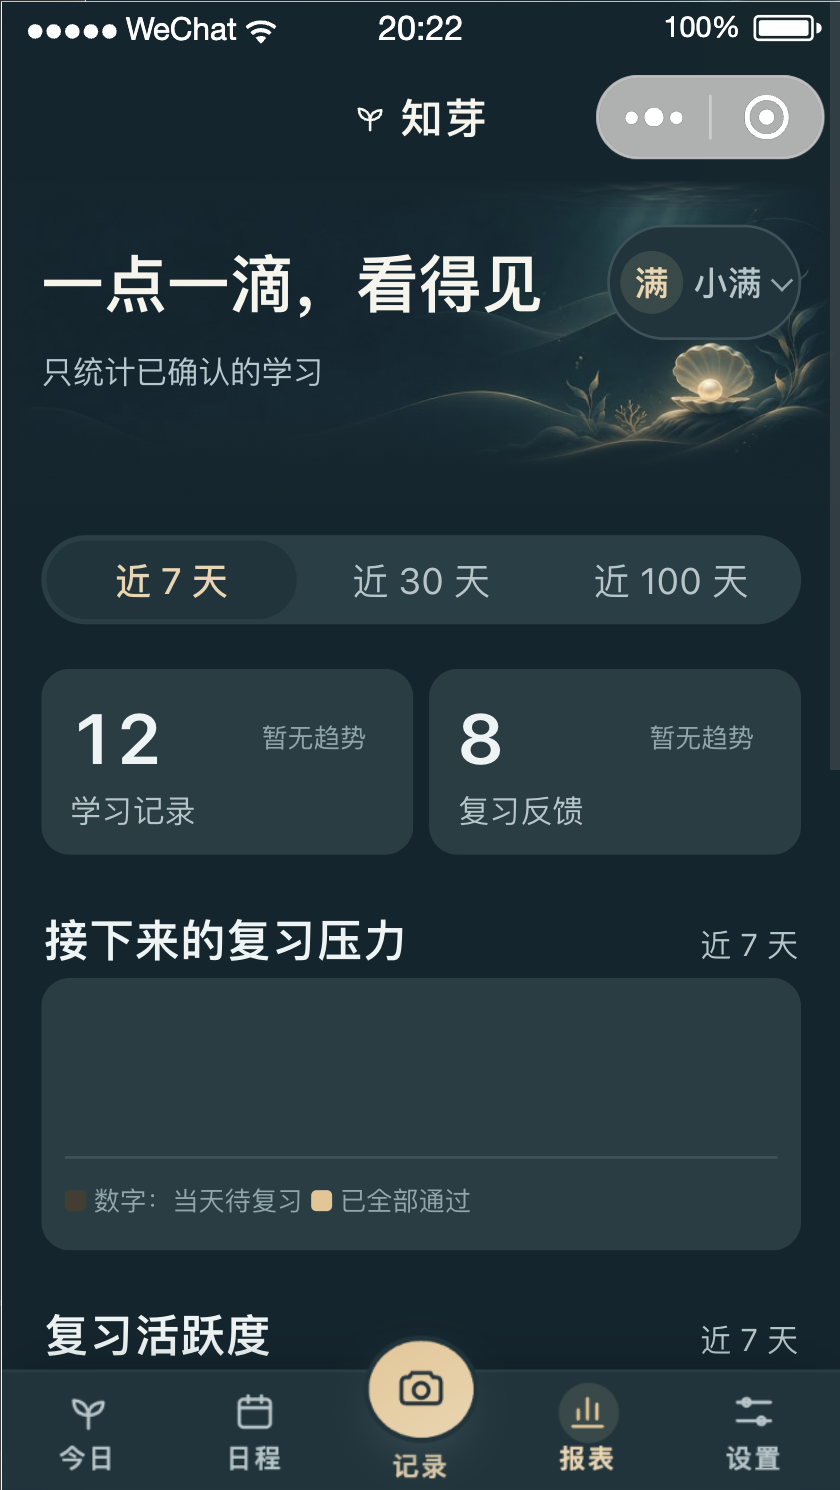 WeChat 20:22 100%
知芽
一点一滴，看得见
满 小满
只统计已确认的学习
近 7 天 近 30 天 近 100 天
12 暂无趋势 8 暂无趋势
学习记录 复习反馈
接下来的复习压力 近 7 天
数字：当天待复习 已全部通过
复习活跃度 近 7 天
今日 日程 记录 报表 设置